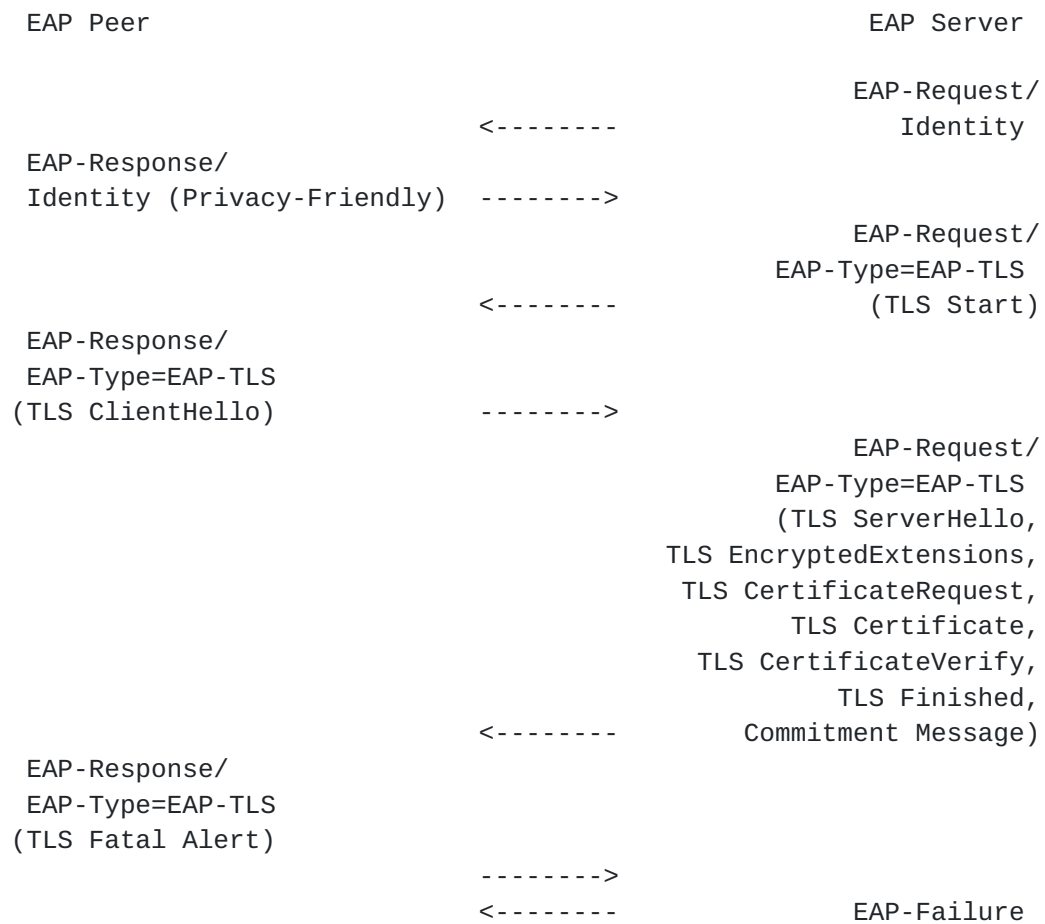 EAP Peer                                              EAP Server

                                                     EAP-Request/
                             <--------                  Identity
EAP-Response/
Identity (Privacy-Friendly)  -------->
                                                     EAP-Request/
                                                EAP-Type=EAP-TLS
                             <--------                (TLS Start)
EAP-Response/
EAP-Type=EAP-TLS
(TLS ClientHello)             -------->
                                                     EAP-Request/
                                                EAP-Type=EAP-TLS
                                                (TLS ServerHello,
                                         TLS EncryptedExtensions,
                                          TLS CertificateRequest,
                                                 TLS Certificate,
                                           TLS CertificateVerify,
                                                    TLS Finished,
                             <--------        Commitment Message)
EAP-Response/
EAP-Type=EAP-TLS
(TLS Fatal Alert)
                             -------->
                             <--------               EAP-Failure